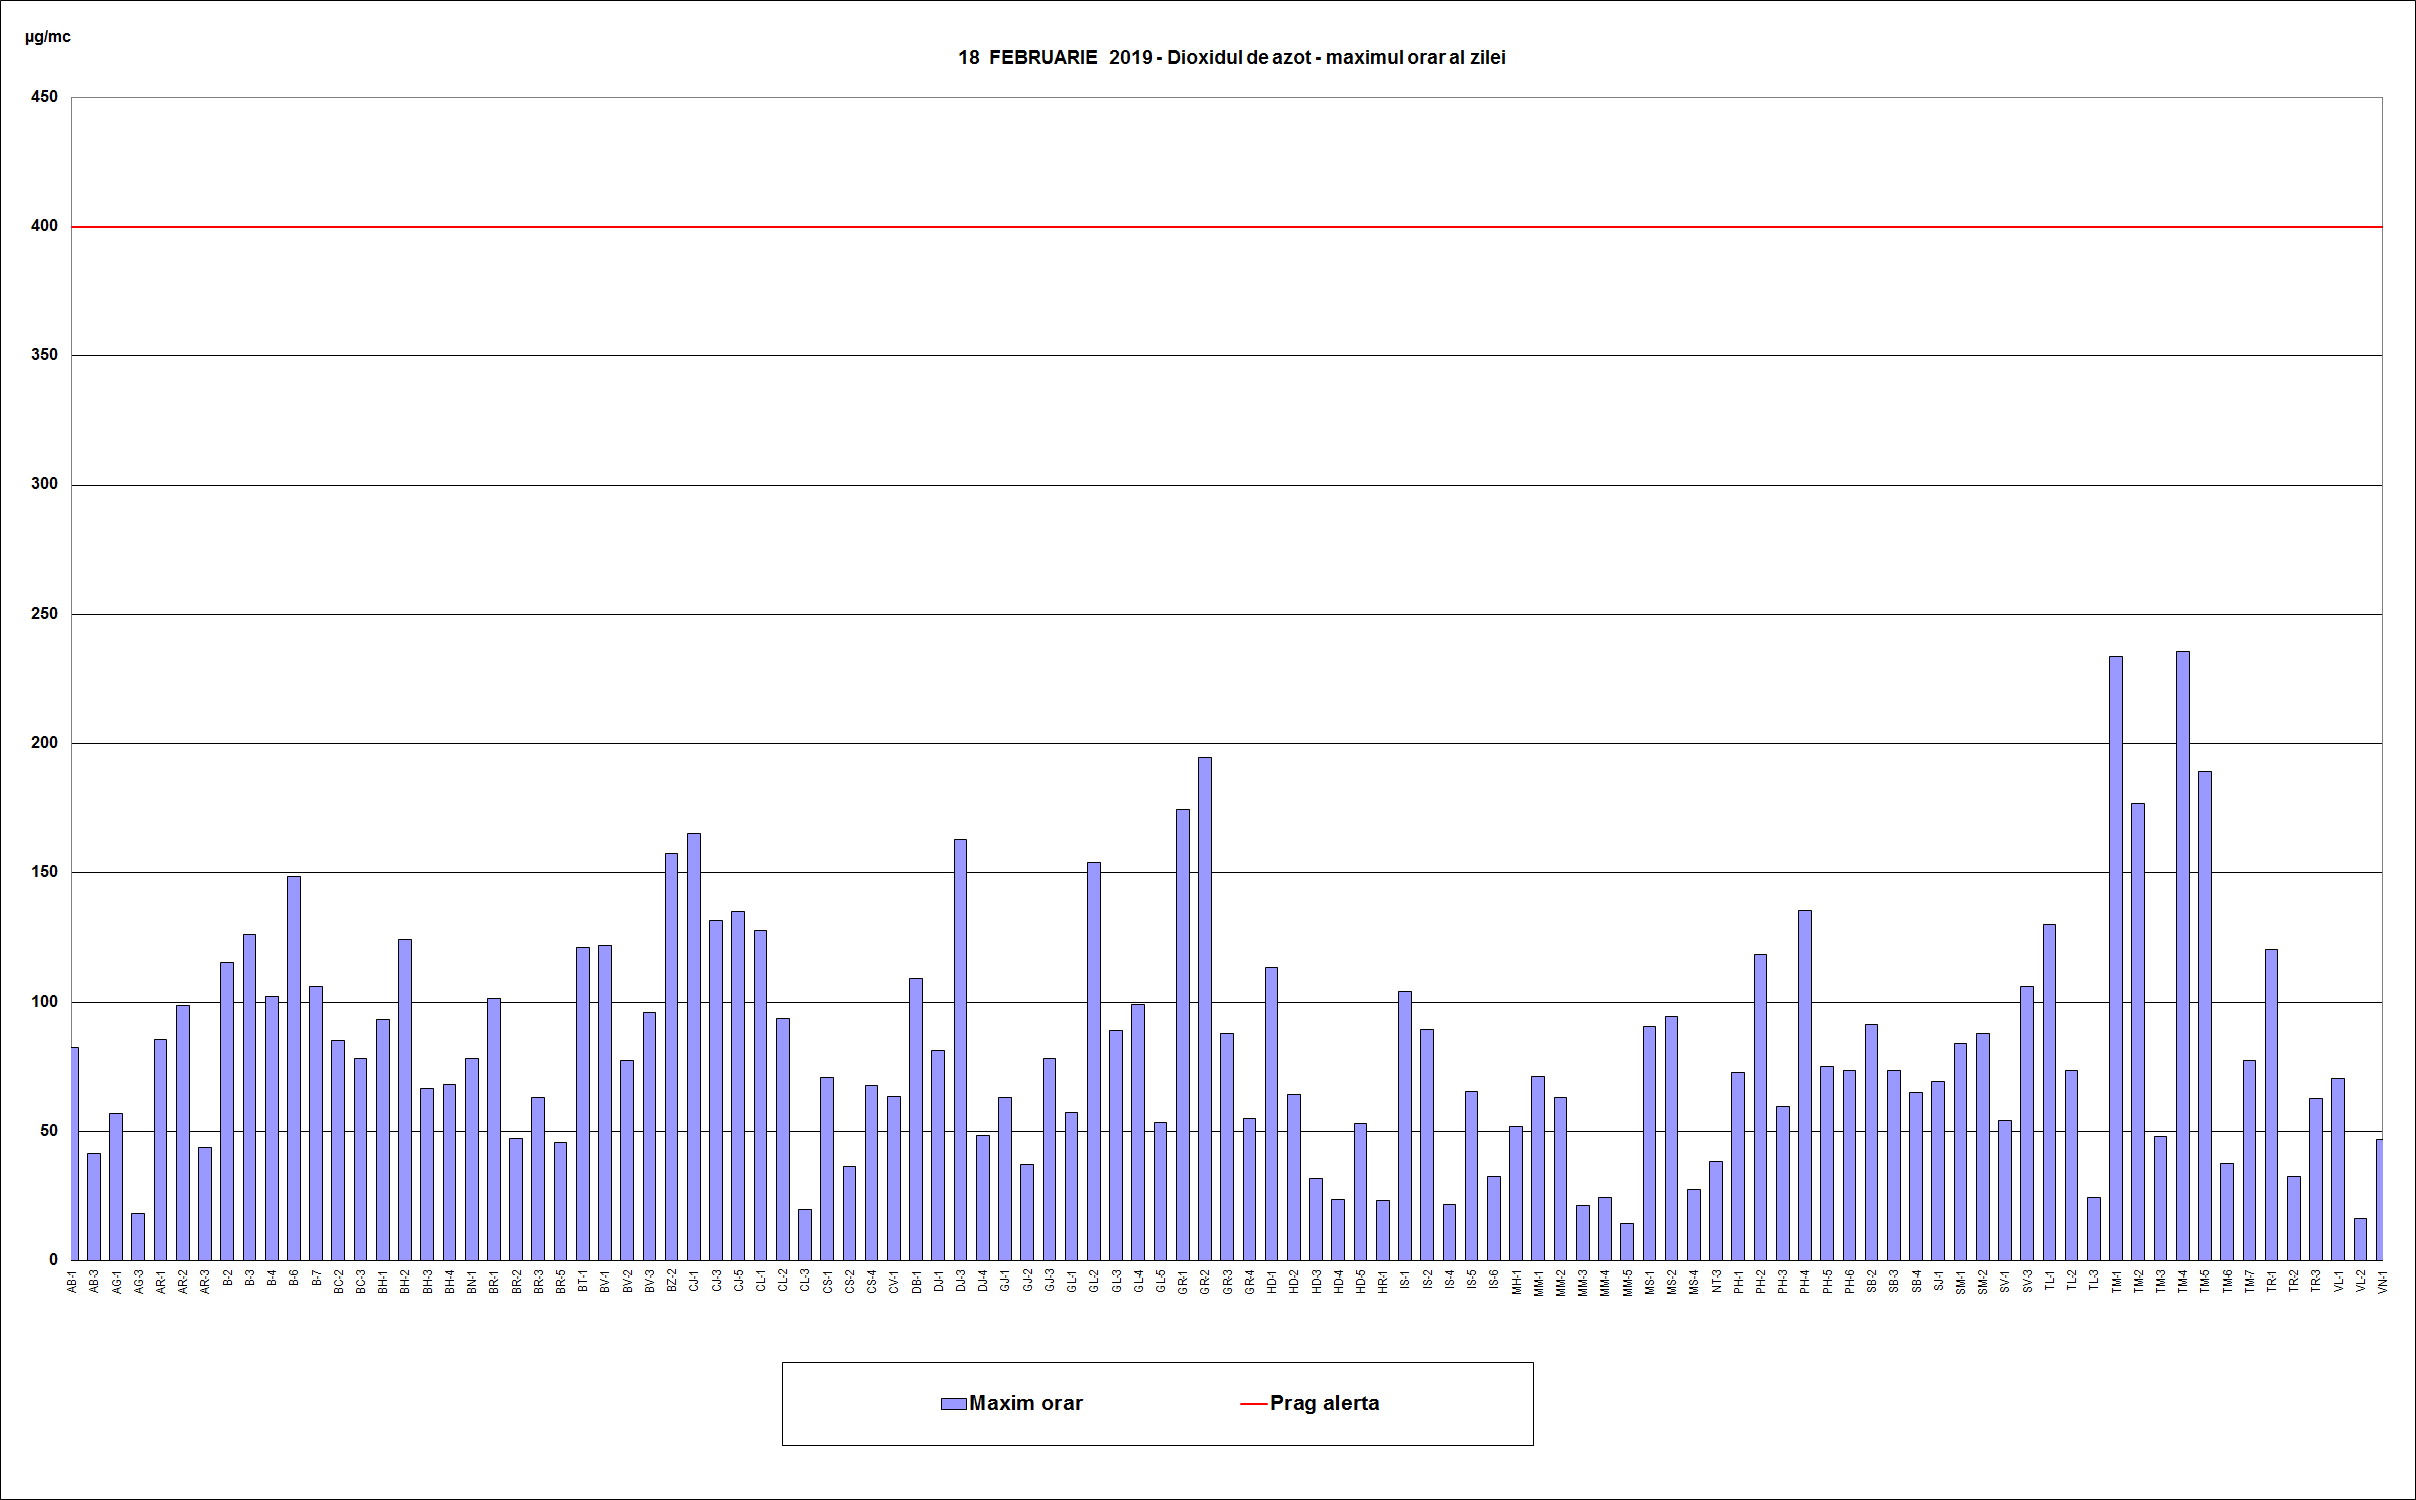 µg/mc
18 FEBRUARIE 2019 - Dioxidul de azot - maximul orar al zilei
450
400
350
300
250
200
150
100
50
0
AB-1 AB-3 AG-1 AG-3 AR-1 AR-2 AR-3 B-2 B-3 B-4 B-6 B-7 BC-2 BC-3 BH-1 BH-2 BH-3 BH-4 BN-1 BR-1 BR-2 BR-3 BR-5 BT-1 BV-1 BV-2 BV-3 BZ-2 CJ-1 CJ-3 CJ-5 CL-1 CL-2 CL-3 CS-1 CS-2 CS-4 CV-1 DB-1 DJ-1 DJ-3 DJ-4 GJ-1 GJ-2 GJ-3 GL-1 GL-2 GL-3 GL-4 GL-5 GR-1 GR-2 GR-3 GR-4 HD-1 HD-2 HD-3 HD-4 HD-5 HR-1 IS-1 IS-2 IS-4 IS-5 IS-6 MH-1 MM-1 MM-2 MM-3 MM-4 MM-5 MS-1 MS-2 MS-4 NT-3 PH-1 PH-2 PH-3 PH-4 PH-5 PH-6 SB-2 SB-3 SB-4 SJ-1 SM-1 SM-2 SV-1 SV-3 TL-1 TL-2 TL-3 TM-1 TM-2 TM-3 TM-4 TM-5 TM-6 TM-7 TR-1 TR-2 TR-3 VL-1 VL-2 VN-1
Maxim orar Prag alerta